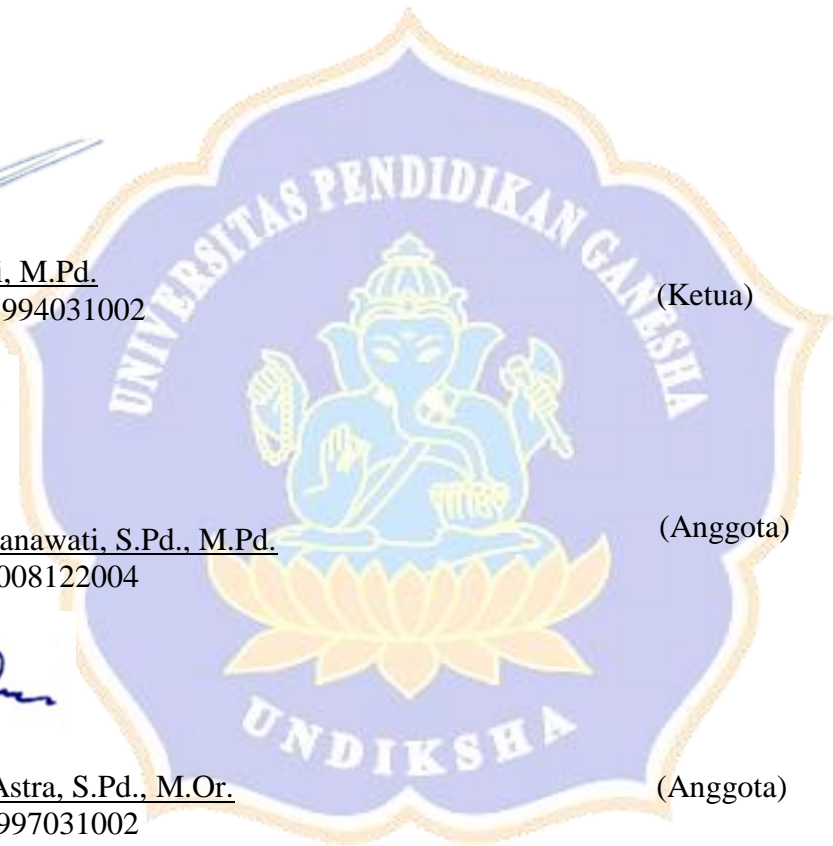 UNIVERSITAS PENDIDIKAN GANESHA
i, M.Pd.
994031002
(Ketua)
anawati, S.Pd., M.Pd.
008122004
(Anggota)
Astra, S.Pd., M.Or.
997031002
(Anggota)
UNDIKSHA